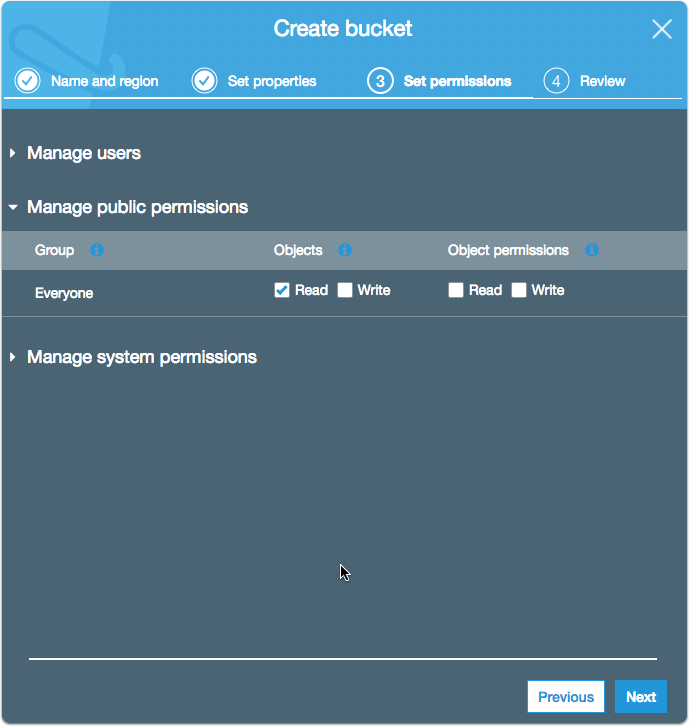 Create bucket
Name and region Set properties 3 Set permissions 4 Review
Manage users
Manage public permissions
Group Objects Object permissions
Everyone Read Write Read Write
Manage system permissions
Previous Next